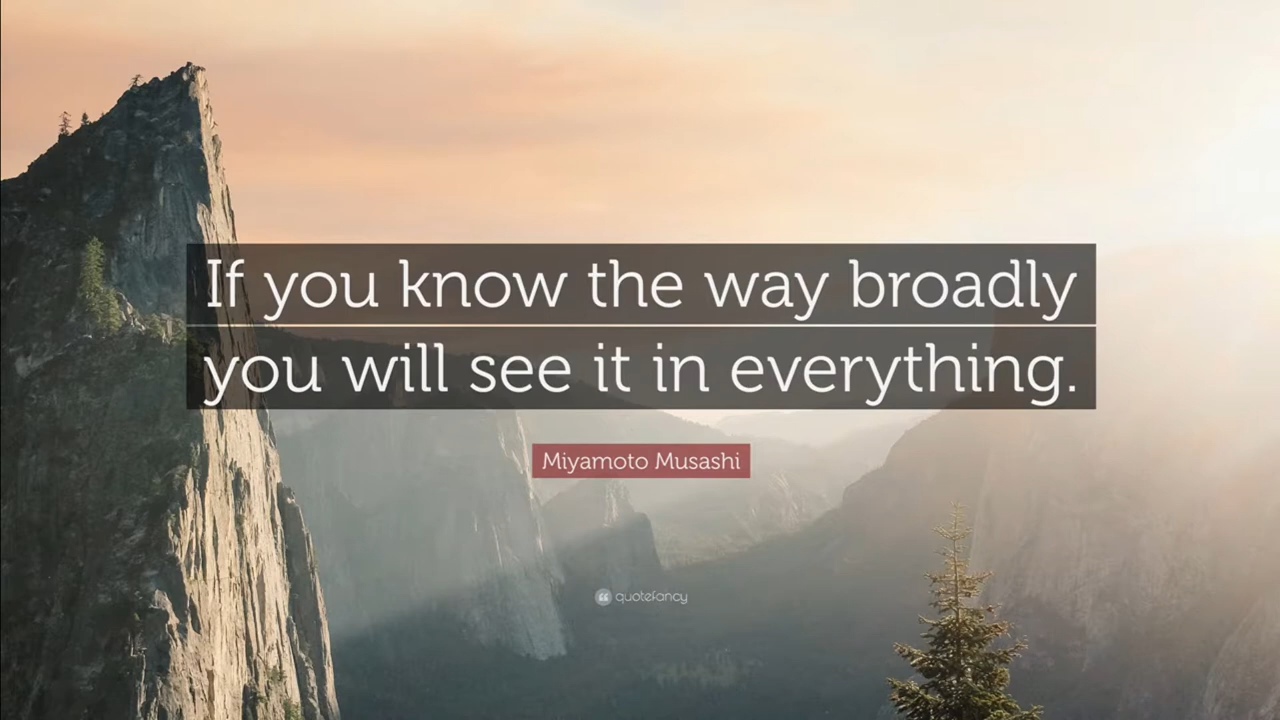 If you know the way broadly
you will see it in everything.
Miyamoto Musashi
quotefancy